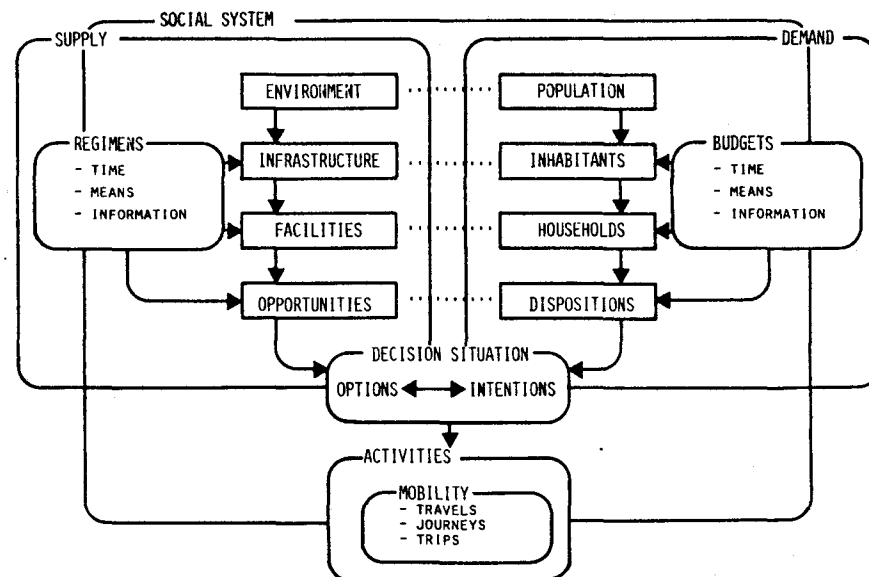 SOCIAL SYSTEM
SUPPLY
DEMAND
ENVIRONMENT
POPULATION
REGIMENS
- TIME
- MEANS
- INFORMATION
INFRASTRUCTURE
INHABITANTS
BUDGETS
- TIME
- MEANS
- INFORMATION
FACILITIES
HOUSEHOLDS
OPPORTUNITIES
DISPOSITIONS
DECISION SITUATION
OPTIONS
INTENTIONS
ACTIVITIES
MOBILITY
- TRAVELS
- JOURNEYS
- TRIPS